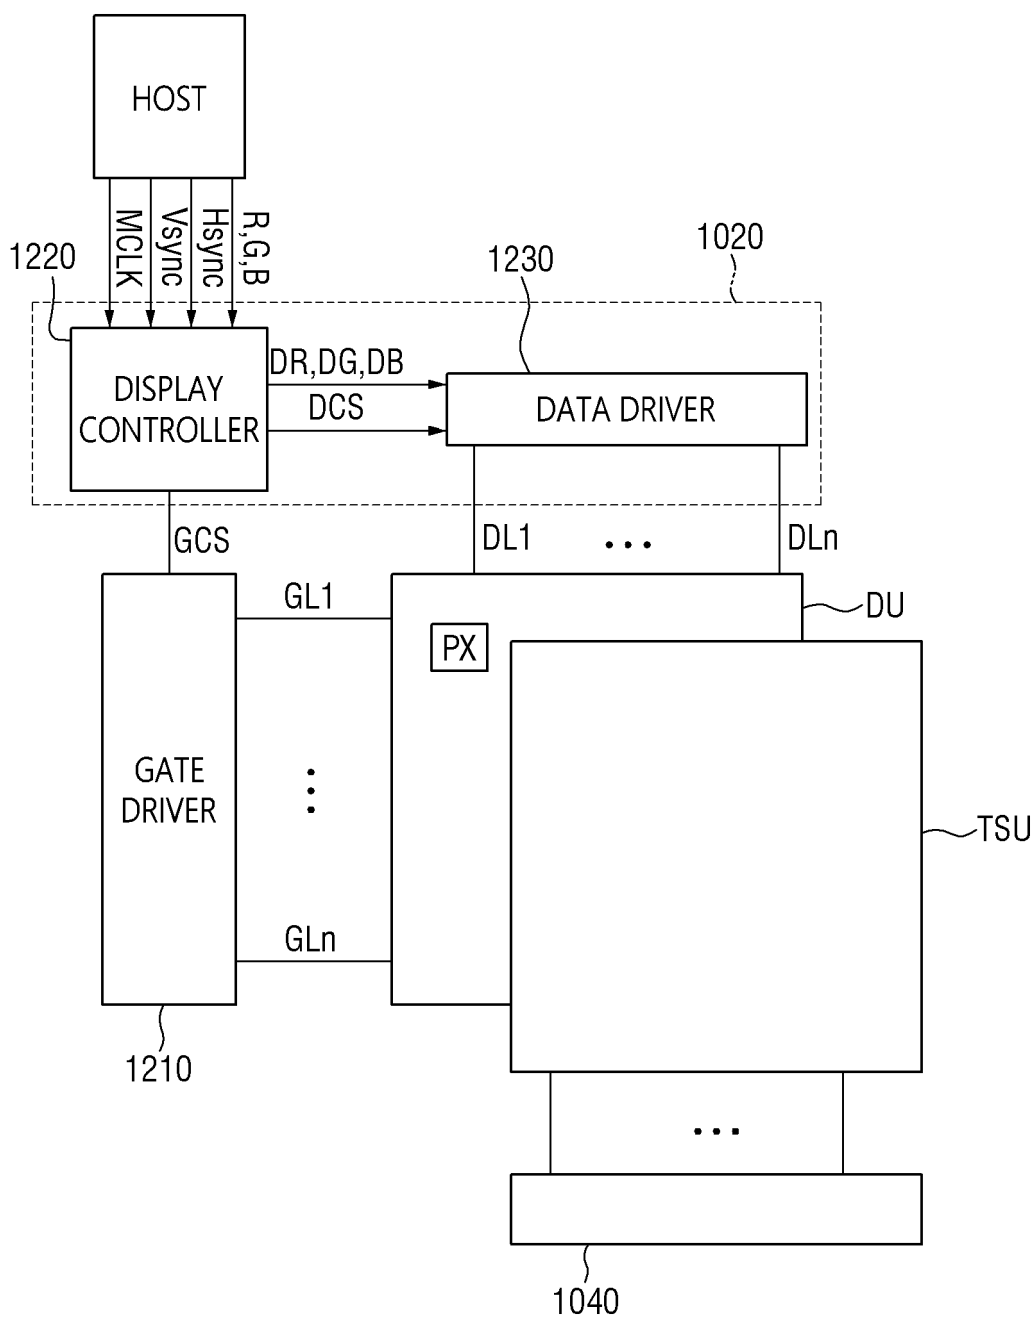 HOST
MCLK
Vsync
Hsync
R,G,B
1220
1230
1020
DISPLAY
CONTROLLER
DR,DG,DB
DCS
DATA DRIVER
GCS
DL1
...
DLn
GL1
DU
PX
GATE
DRIVER
TSU
GLn
1210
...
1040